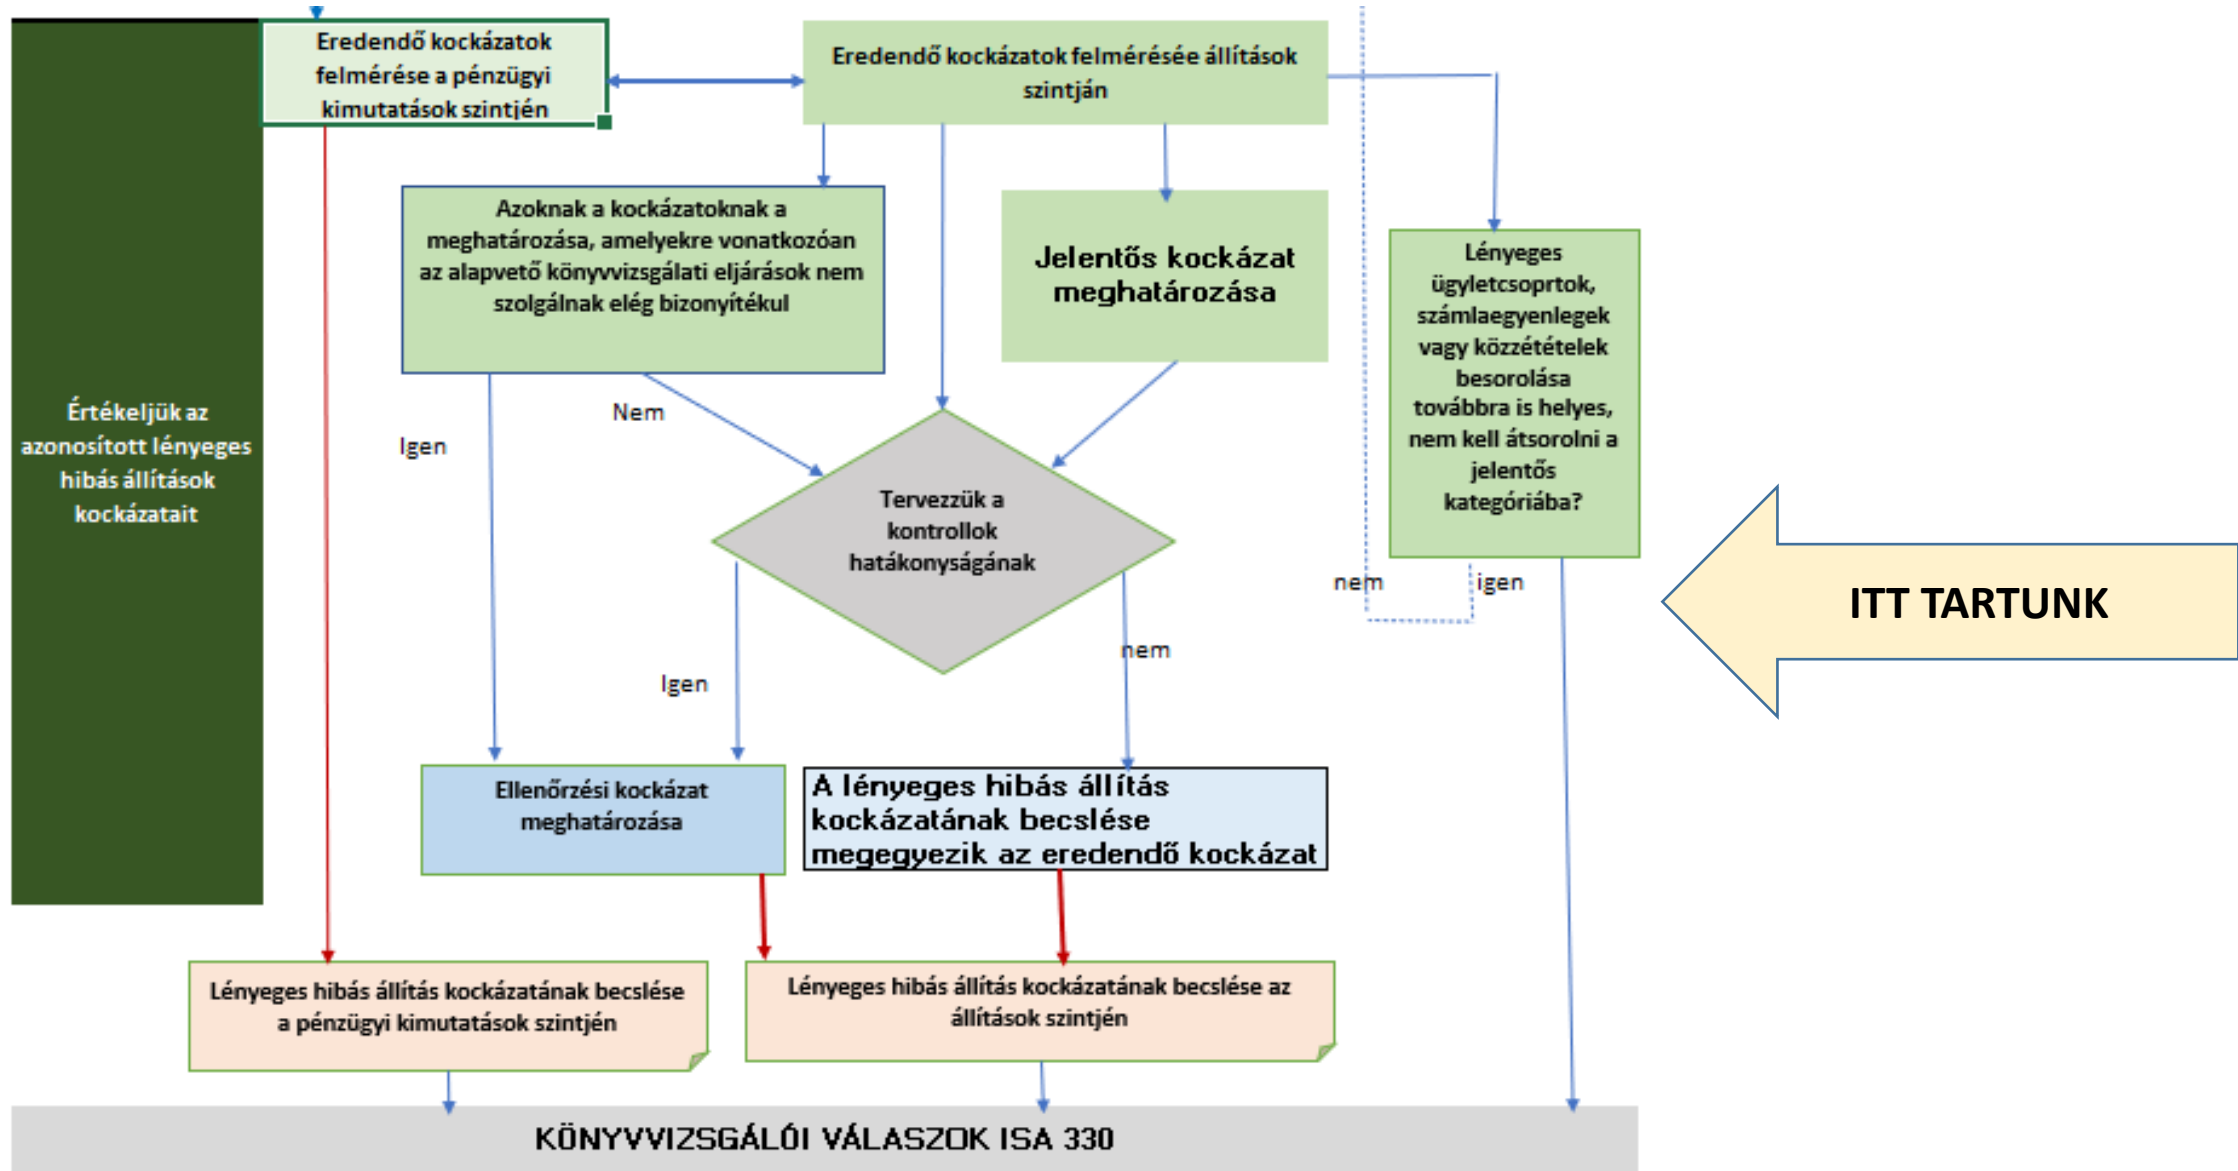 Eredendő kockázatok
felmérése a pénzügyi
kimutatások szintjén
Eredendő kockázatok felmérésée állítások
szintján
Azoknak a kockázatoknak a
meghatározása, amelyekre vonatkozóan
az alapvető könyvvizsgálati eljárások nem
szolgálnak elég bizonyítékul
Jelentős kockázat
meghatározása
Lényeges
ügyletcsoprtok,
számlaegyenlegek
vagy közzétételek
besorolása
továbbra is helyes,
nem kell átsorolni a
jelentős
kategóriába?
Értékeljük az
azonosított lényeges
hibás állítások
kockázatait
Igen
Nem
Tervezzük a
kontrollok
hatákonyságának
nem
igen
ITT TARTUNK
Igen
nem
Ellenőrzési kockázat
meghatározása
A lényeges hibás állítás
kockázatának becslése
megegyezik az eredendő kockázat
Lényeges hibás állítás kockázatának becslése
a pénzügyi kimutatások szintjén
Lényeges hibás állítás kockázatának becslése az
állítások szintjén
KÖNYVVIZSGÁLÓI VÁLASZOK ISA 330